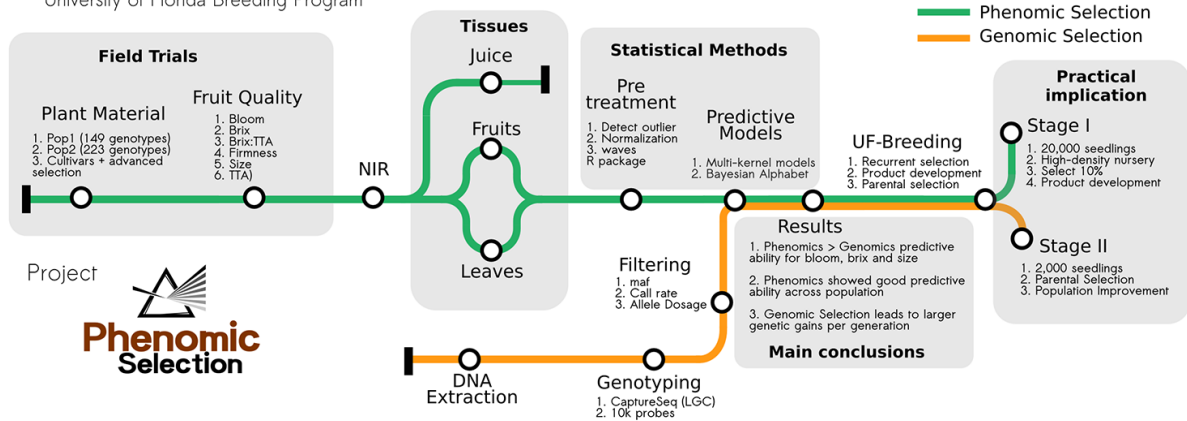 University of Florida Breeding Program
Phenomic Selection
Genomic Selection
Field Trials
Plant Material
1. Pop1 (149 genotypes)
2. Pop2 (223 genotypes)
3. Cultivars + advanced
selection
Fruit Quality
1. Bloom
2. Brix
3. Brix:TTA
4. Firmness
5. Size
6. TTA)
NIR
Tissues
Juice
Fruits
Leaves
Statistical Methods
Pre
treatment
1. Detect outlier
2. Normalization
3. waves
R package
Predictive
Models
1. Multi-kernel models
2. Bayesian Alphabet
UF-Breeding
1. Recurrent selection
2. Product development
3. Parental selection
Practical
implication
Stage I
1. 20,000 seedlings
2. High-density nursery
3. Select 10%
4. Product development
Stage II
1. 2,000 seedlings
2. Parental Selection
3. Population Improvement
Results
1. Phenomics > Genomics predictive
ability for bloom, brix and size
2. Phenomics showed good predictive
ability across population
3. Genomic Selection leads to larger
genetic gains per generation
Main conclusions
Filtering
1. maf
2. Call rate
3. Allele Dosage
DNA
Extraction
Genotyping
1. CaptureSeq (LGC)
2. 10k probes
Project
Phenomic
Selection